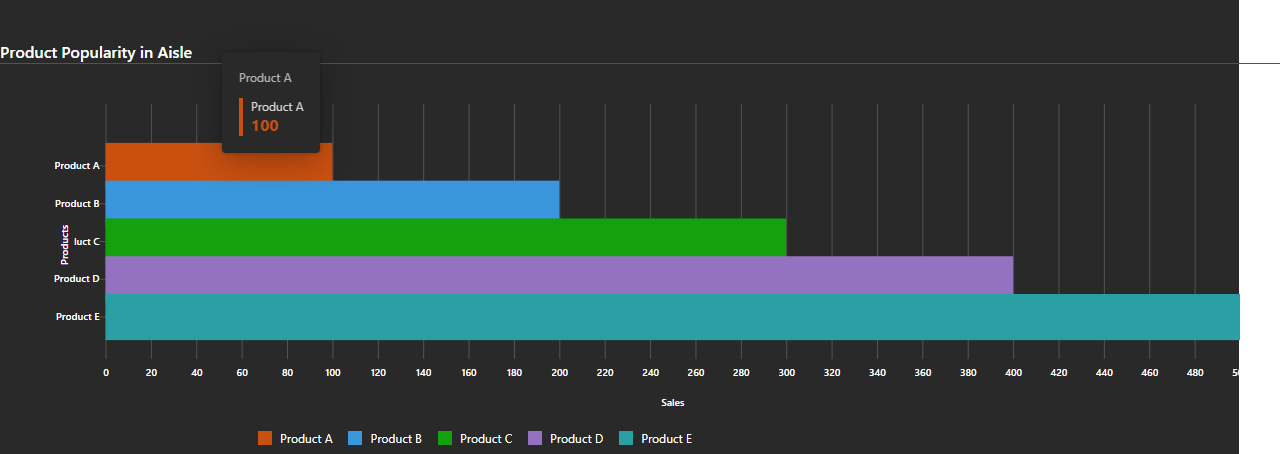 Product Popularity in Aisle
Product A
Product A
100
Product A
Product B
Products
luct C
Product D
Product E
0 20 40 60 80 100 120 140 160 180 200 220 240 260 280 300 320 340 360 380 400 420 440 460 480
Sales
Product A Product B Product C Product D Product E